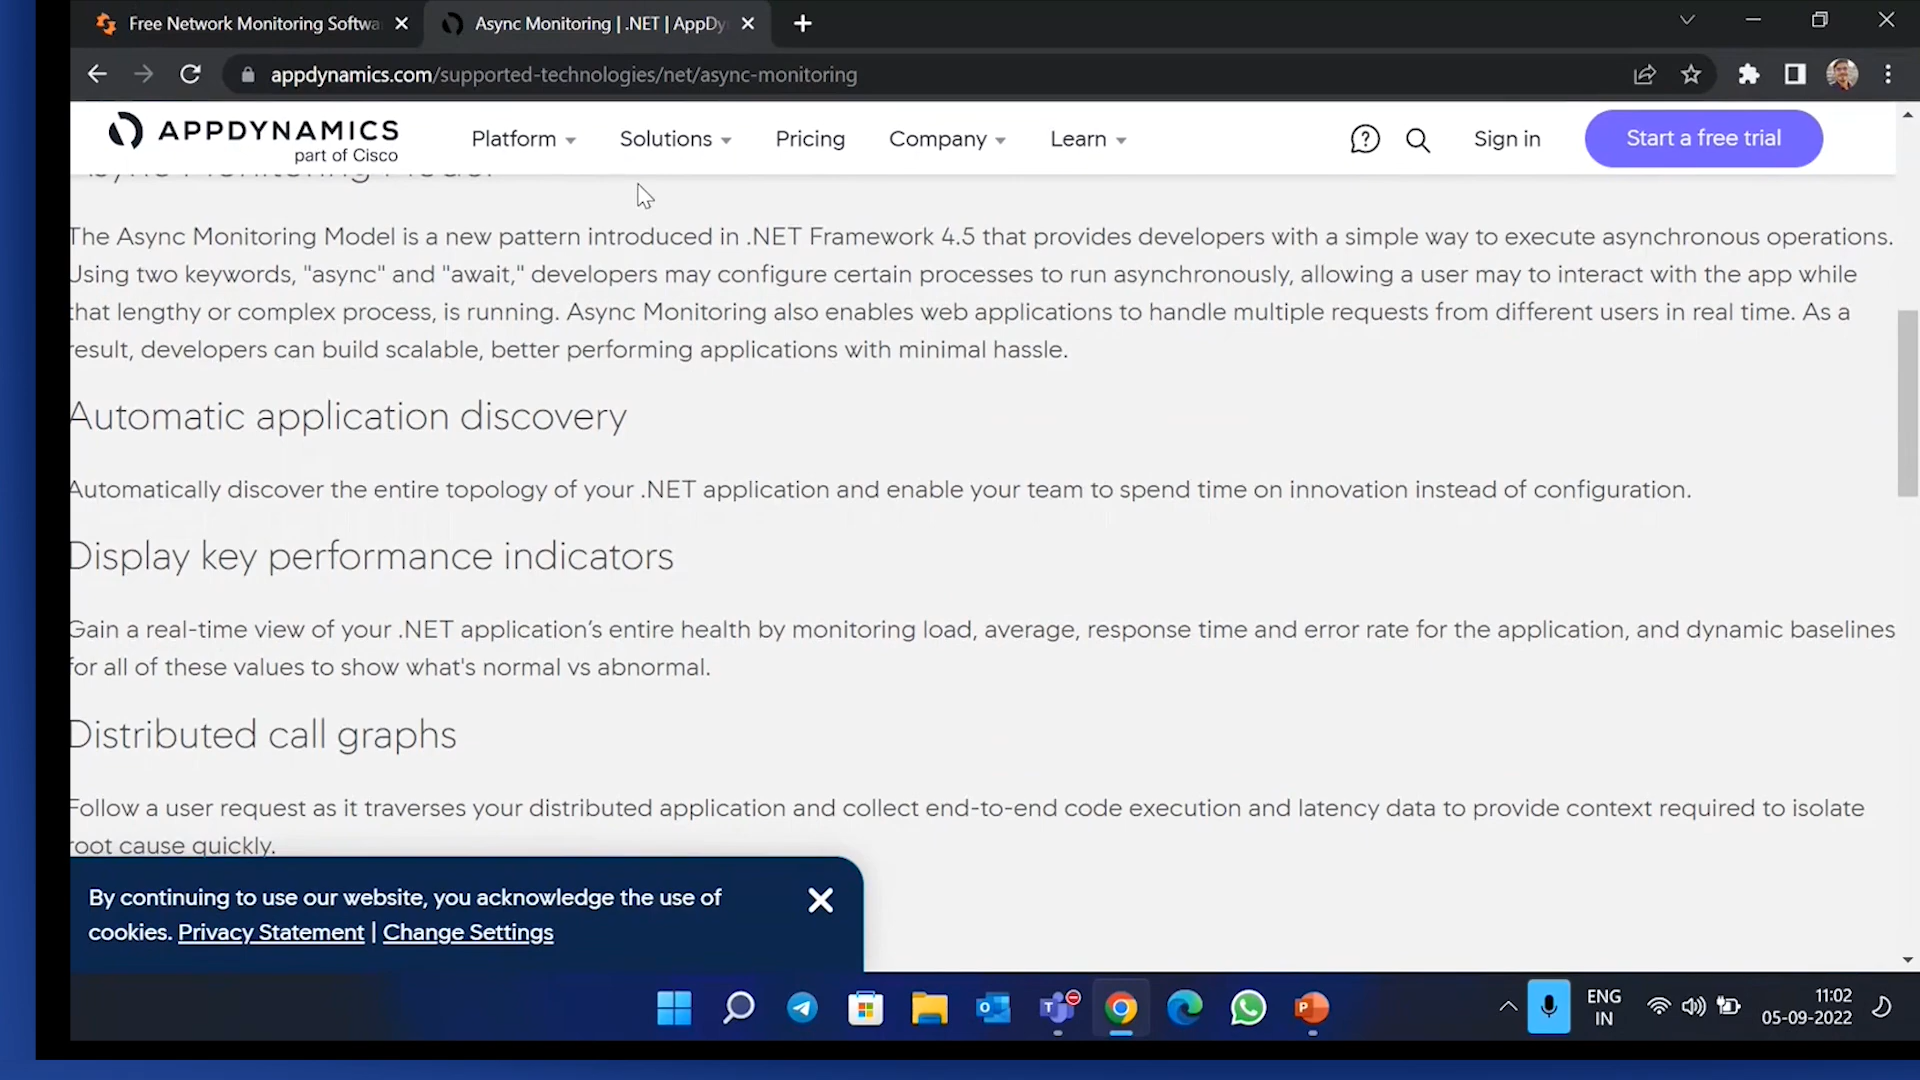 Free Network Monitoring Softwa
Async Monitoring | .NET | AppDy
appdynamics.com/supported-technologies/net/async-monitoring
APPDYNAMICS
part of Cisco
Platform
Solutions
Pricing
Company
Learn
Sign in
Start a free trial
Async Monitoring Model
The Async Monitoring Model is a new pattern introduced in .NET Framework 4.5 that provides developers with a simple way to execute asynchronous operations.
Using two keywords, "async" and "await," developers may configure certain processes to run asynchronously, allowing a user may to interact with the app while
that lengthy or complex process, is running. Async Monitoring also enables web applications to handle multiple requests from different users in real time. As a
result, developers can build scalable, better performing applications with minimal hassle.
Automatic application discovery
Automatically discover the entire topology of your .NET application and enable your team to spend time on innovation instead of configuration.
Display key performance indicators
Gain a real-time view of your .NET application's entire health by monitoring load, average, response time and error rate for the application, and dynamic baselines
for all of these values to show what's normal vs abnormal.
Distributed call graphs
Follow a user request as it traverses your distributed application and collect end-to-end code execution and latency data to provide context required to isolate
root cause quickly.
By continuing to use our website, you acknowledge the use of
cookies. Privacy Statement | Change Settings
ENG
IN
11:02
05-09-2022